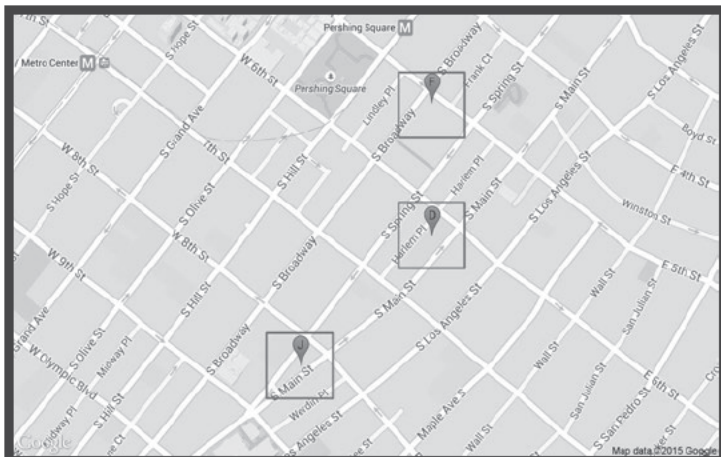 Pershing Square M
S Hope St
Metro Center M
W 6th St
Pershing Square
Lindley Pl
S Broadway
Frank Ct
S Spring St
S Main St
S Los Angeles St
Boyd St
S Grand Ave
7th St
S Hill St
S Broadway
F
Harlem Pl
E 4th St
W 8th St
S Hope St
S Olive St
S Spring St
S Main St
S Los Angeles St
Winston St
D
Harlem Pl
W 8th St
S Broadway
E 5th St
W 9th St
S Hill St
S Main St
Wall St
San Julian St
Grand Ave
S Olive St
Midway Pl
S Broadway
J
S Los Angeles St
Wall St
W Olympic Blvd
S Main St
Werdin Pl
San Julian St
E 6th St
S Hill St
Maple Ave
S San Pedro St
Wall St
Google
Map data ©2015 Google